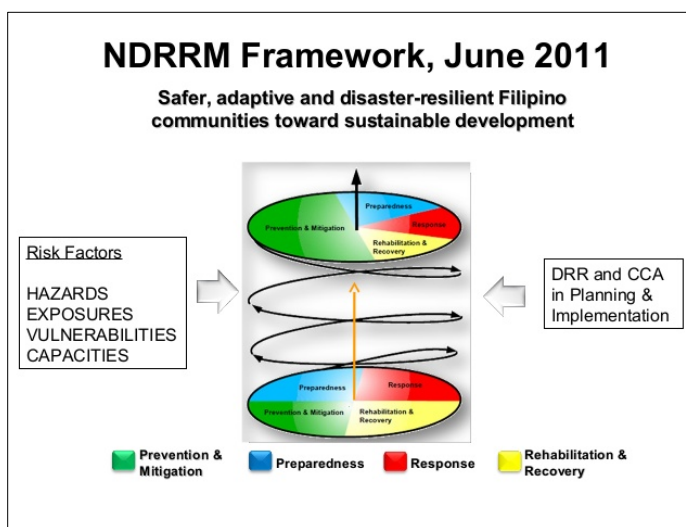 NDRRM Framework, June 2011
Safer, adaptive and disaster-resilient Filipino
communities toward sustainable development
Risk Factors
HAZARDS
EXPOSURES
VULNERABILITIES
CAPACITIES
Preparedness
Response
Prevention & Mitigation
Rehabilitation &
Recovery
DRR and CCA
in Planning &
Implementation
Preparedness
Response
Prevention & Mitigation
Rehabilitation &
Recovery
Prevention &
Mitigation
Preparedness
Response
Rehabilitation &
Recovery